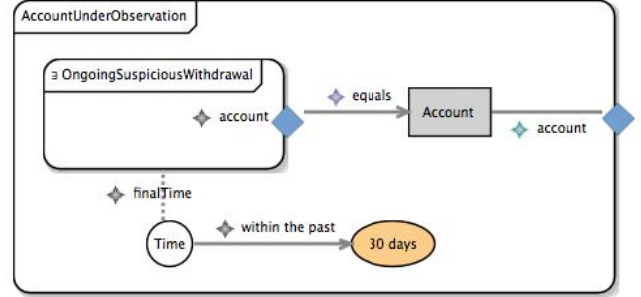 AccountUnderObservation
∃ OngoingSuspiciousWithdrawal
equals
account
Account
account
finalTime
within the past
Time
30 days